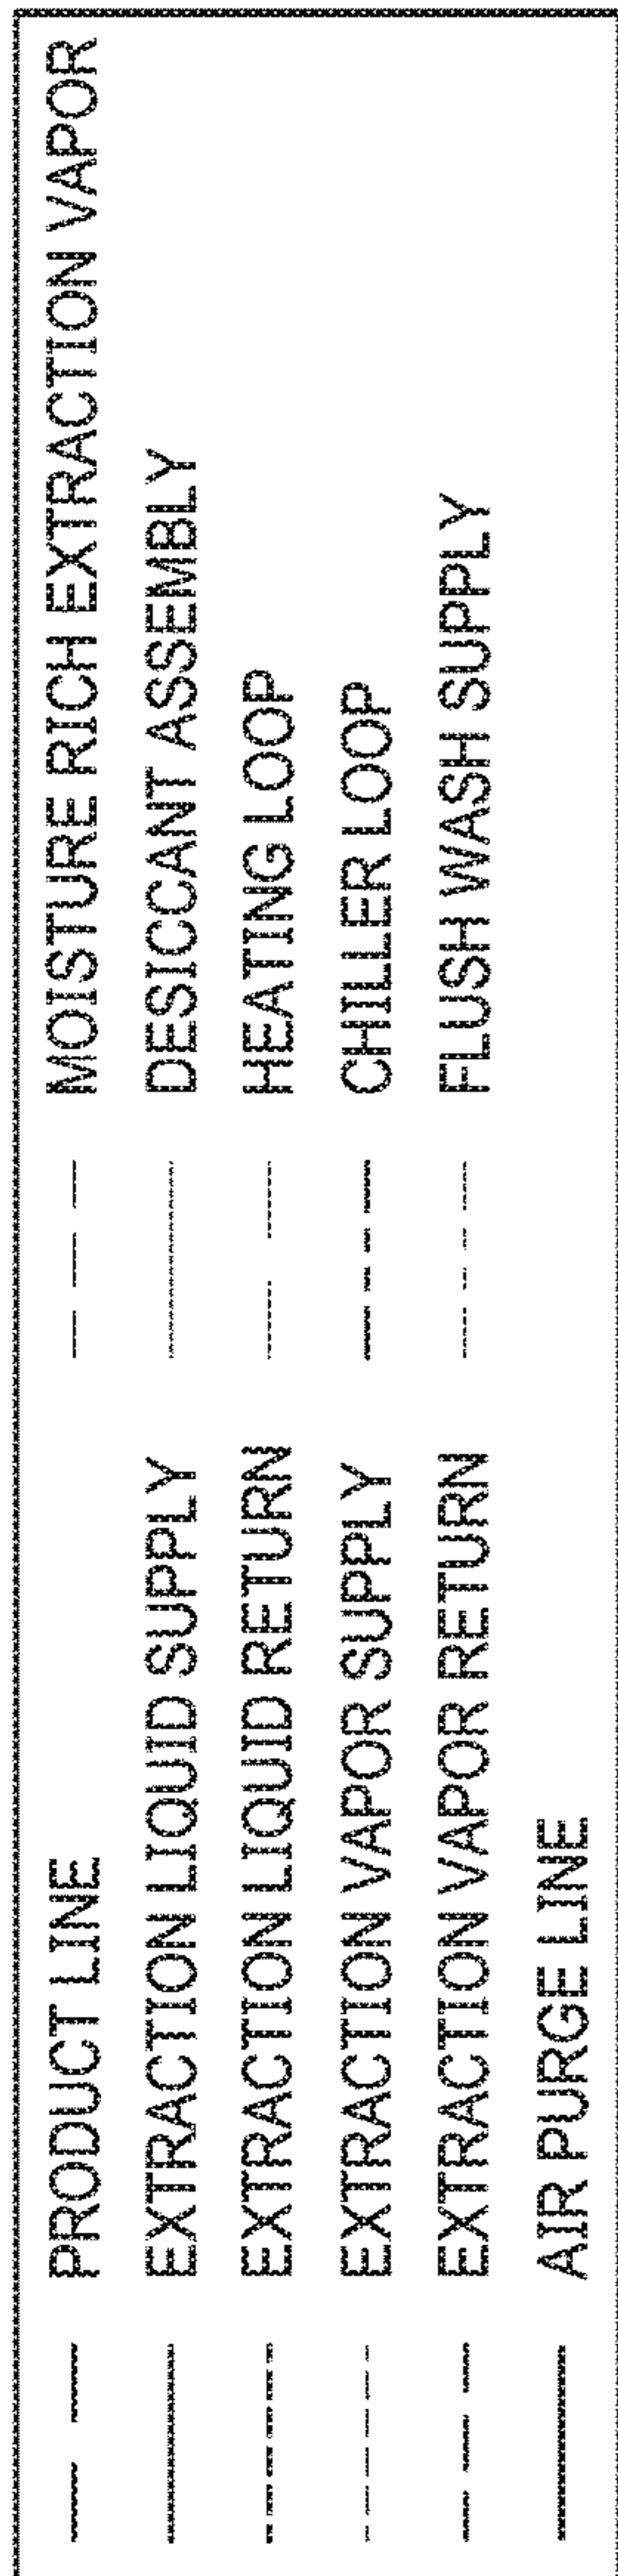 PRODUCT LINE
EXTRACTION LIQUID SUPPLY
EXTRACTION LIQUID RETURN
EXTRACTION VAPOR SUPPLY
EXTRACTION VAPOR RETURN
AIR PURGE LINE
MOISTURE RICH EXTRACTION VAPOR
DESICCANT ASSEMBLY
HEATING LOOP
CHILLER LOOP
FLUSH WASH SUPPLY